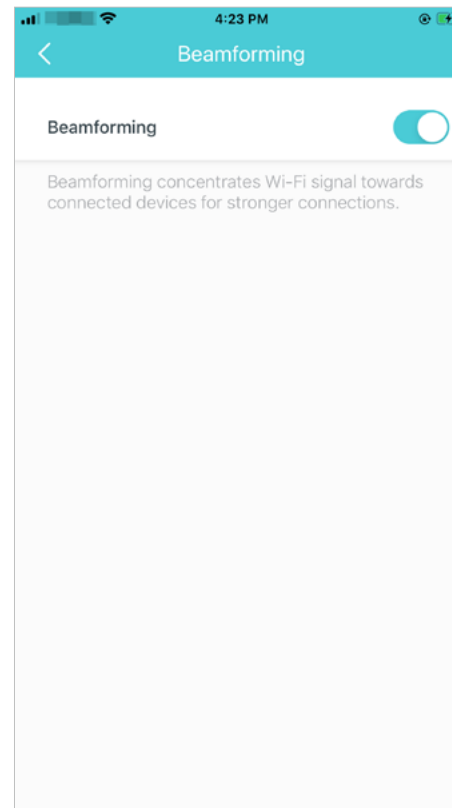 4:23 PM
Beamforming
Beamforming
Beamforming concentrates Wi-Fi signal towards
connected devices for stronger connections.